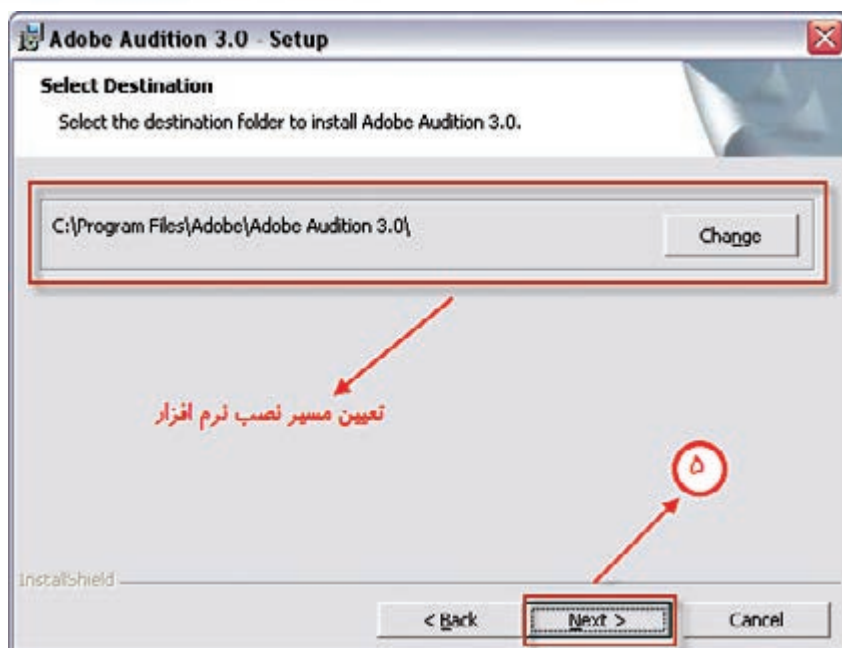 Adobe Audition 3.0 - Setup
Select Destination
Select the destination folder to install Adobe Audition 3.0.
C:\Program Files\Adobe\Adobe Audition 3.0\
Change
تعیین مسیر نصب نرم افزار
۵
InstallShield
< Back
Next >
Cancel